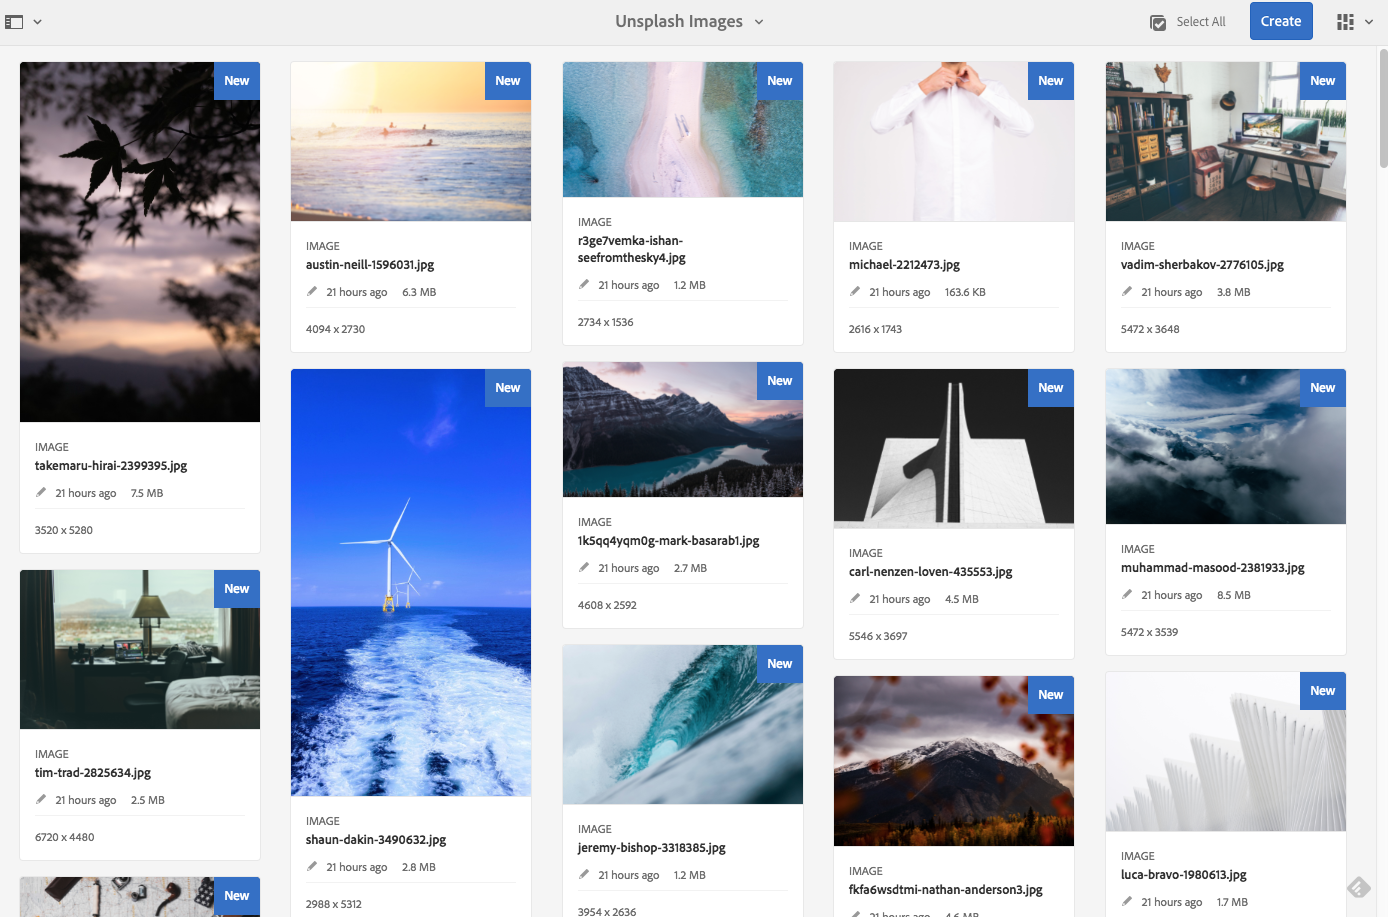 Unsplash Images
Select All
Create
New
IMAGE
takemaru-hirai-2399395.jpg
21 hours ago 7.5 MB
3520 x 5280
New
IMAGE
tim-trad-2825634.jpg
21 hours ago 2.5 MB
6720 x 4480
New
New
IMAGE
austin-neill-1596031.jpg
21 hours ago 6.3 MB
4094 x 2730
New
IMAGE
shaun-dakin-3490632.jpg
21 hours ago 2.8 MB
2988 x 5312
New
IMAGE
r3ge7vemka-ishan-
seefromthesky4.jpg
21 hours ago 1.2 MB
2734 x 1536
New
IMAGE
1k5qq4yqm0g-mark-basarab1.jpg
21 hours ago 2.7 MB
4608 x 2592
New
IMAGE
jeremy-bishop-3318385.jpg
21 hours ago 1.2 MB
3954 x 2636
New
IMAGE
michael-2212473.jpg
21 hours ago 163.6 KB
2616 x 1743
New
IMAGE
carl-nenzen-loven-435553.jpg
21 hours ago 4.5 MB
5546 x 3697
New
IMAGE
fkfa6wsdtmi-nathan-anderson3.jpg
21 hours ago 4.6 MB
New
IMAGE
vadim-sherbakov-2776105.jpg
21 hours ago 3.8 MB
5472 x 3648
New
IMAGE
muhammad-masood-2381933.jpg
21 hours ago 8.5 MB
5472 x 3539
New
IMAGE
luca-bravo-1980613.jpg
21 hours ago 1.7 MB